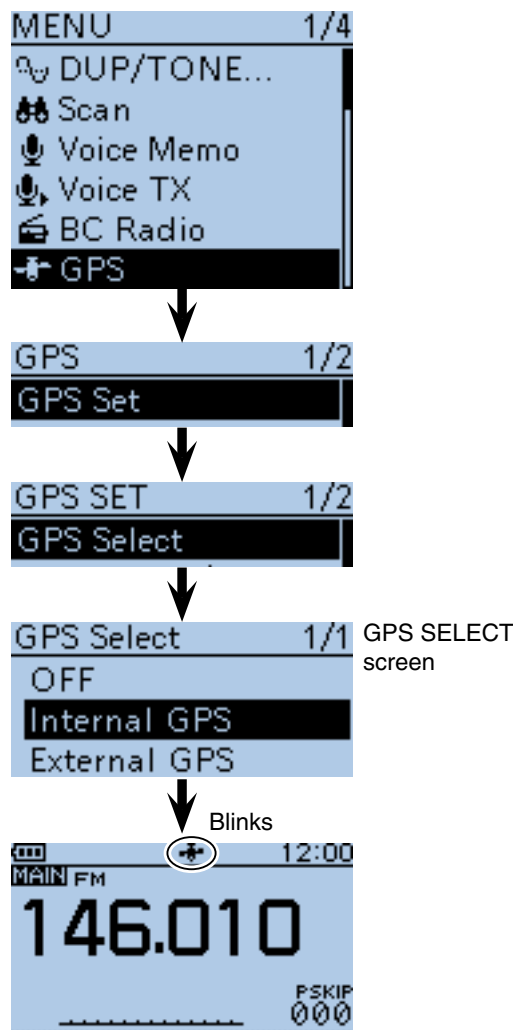 MENU 1/4
DUP/TONE...
Scan
Voice Memo
Voice TX
BC Radio
GPS
GPS 1/2
GPS Set
GPS SET 1/2
GPS Select
GPS Select 1/1
GPS SELECT
screen
OFF
Internal GPS
External GPS
Blinks
12:00
MAIN FM
146.010
PSKIP
000